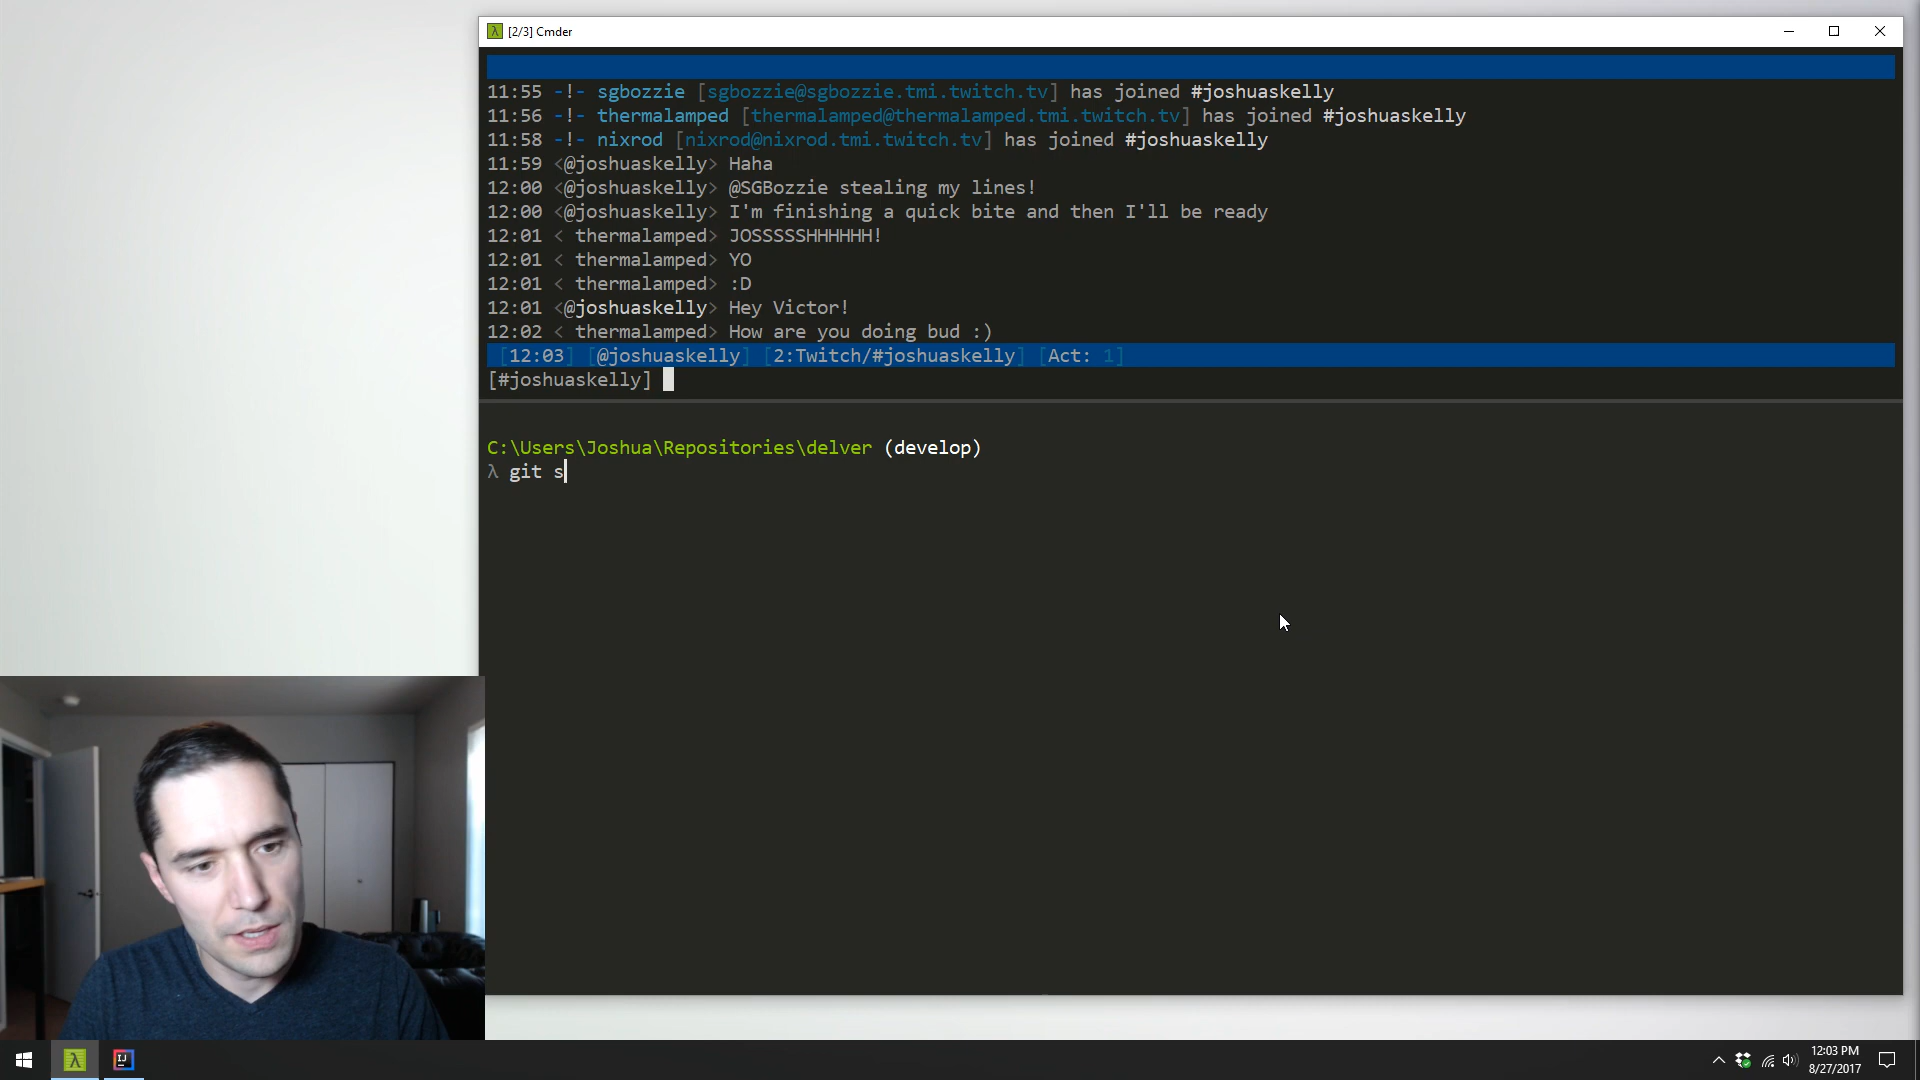 [2/3] Cmder
11:55 -!- sgbozzie [sgbozzie@sgbozzie.tmi.twitch.tv] has joined #joshuaskelly
11:56 -!- thermalamped [thermalamped@thermalamped.tmi.twitch.tv] has joined #joshuaskelly
11:58 -!- nixrod [nixrod@nixrod.tmi.twitch.tv] has joined #joshuaskelly
11:59 <@joshuaskelly> Haha
12:00 <@joshuaskelly> @SGBozzie stealing my lines!
12:00 <@joshuaskelly> I'm finishing a quick bite and then I'll be ready
12:01 < thermalamped> JOSSSSSHHHHHH!
12:01 < thermalamped> YO
12:01 < thermalamped> :D
12:01 <@joshuaskelly> Hey Victor!
12:02 < thermalamped> How are you doing bud :)
[12:03] [@joshuaskelly] [2:Twitch/#joshuaskelly] [Act: 1]
[#joshuaskelly]
C:\Users\Joshua\Repositories\delver (develop)
λ git s
λ
IJ
12:03 PM
8/27/2017